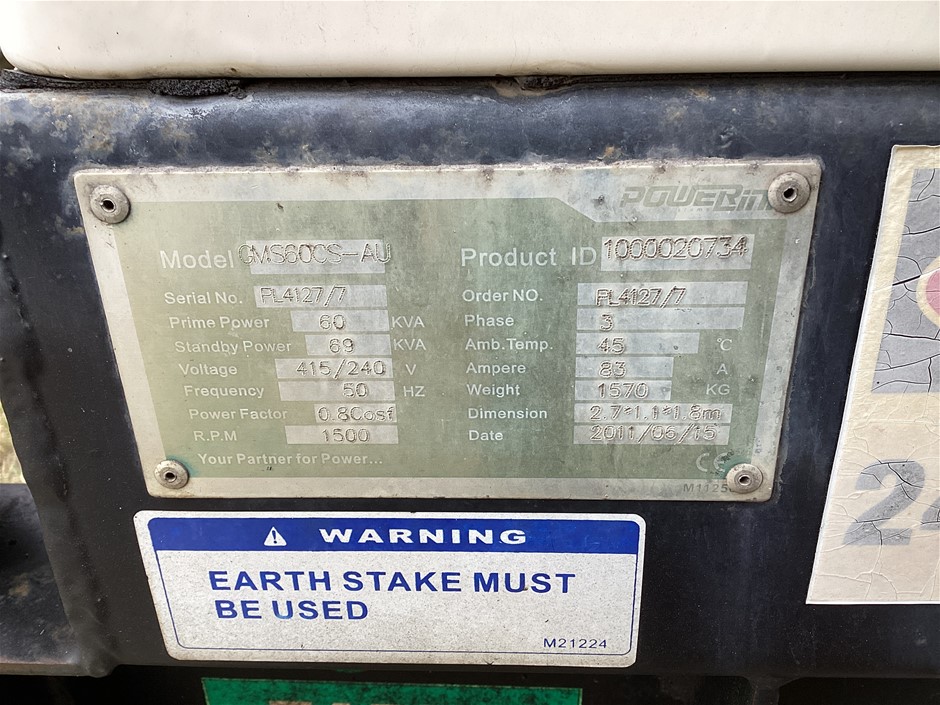 POWERin
Model GMS60CS-AU Product ID 1000020734
Serial No. PL4127/7 Order NO. PL4127/7
Prime Power 60 KVA Phase 3
Standby Power 69 KVA Amb.Temp. 45 °C
Voltage 415/240 V Ampere 83 A
Frequency 50 HZ Weight 1570 KG
Power Factor 0.8Cosf Dimension 2.7*1.1*1.8m
R.P.M 1500 Date 2011/06/15
Your Partner for Power... CE
WARNING
EARTH STAKE MUST
BE USED
M21224
2